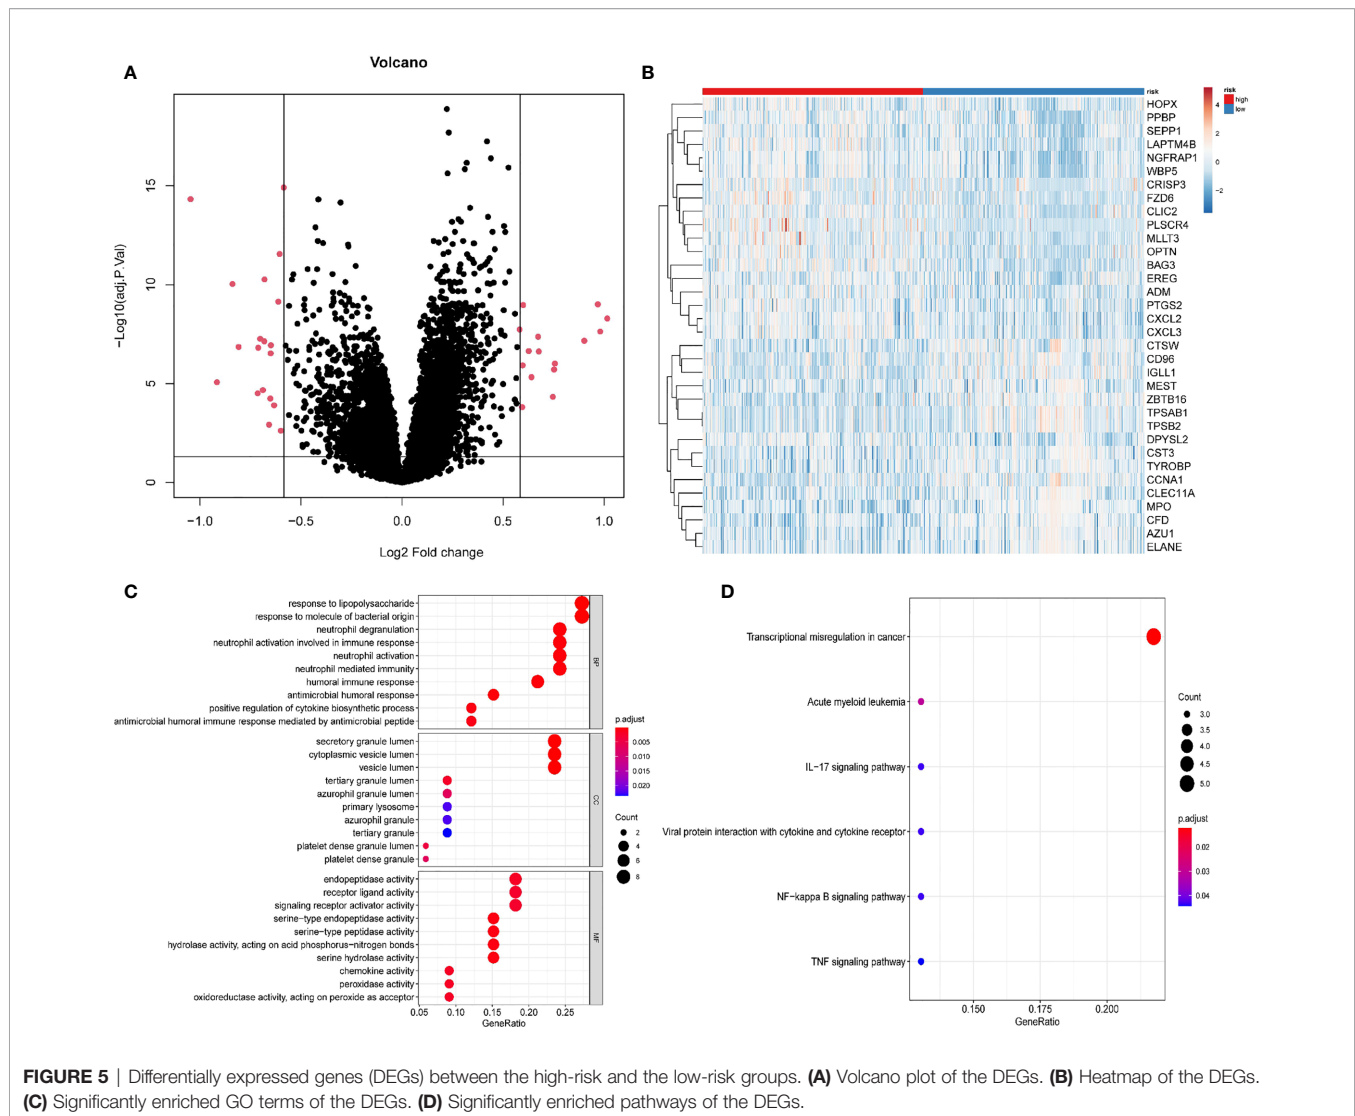 A
Volcano
−Log10(adj.P.Val)
15
10
5
0
−1.0 −0.5 0.0 0.5 1.0
Log2 Fold change
B
risk
HOPX
PPBP
SEPP1
LAPTM4B
NGFRAP1
WBP5
CRISP3
FZD6
CLIC2
PLSCR4
MLLT3
OPTN
BAG3
EREG
ADM
PTGS2
CXCL2
CXCL3
CTSW
CD96
IGLL1
MEST
ZBTB16
TPSAB1
TPSB2
DPYSL2
CST3
TYROBP
CCNA1
CLEC11A
MPO
CFD
AZU1
ELANE
4
2
0
−2
risk
high
low
C
response to lipopolysaccharide
response to molecule of bacterial origin
neutrophil degranulation
neutrophil activation involved in immune response
neutrophil activation
neutrophil mediated immunity
humoral immune response
antimicrobial humoral response
positive regulation of cytokine biosynthetic process
antimicrobial humoral immune response mediated by antimicrobial peptide
BP
secretory granule lumen
cytoplasmic vesicle lumen
vesicle lumen
tertiary granule lumen
azurophil granule lumen
primary lysosome
azurophil granule
tertiary granule
platelet dense granule lumen
platelet dense granule
CC
endopeptidase activity
receptor ligand activity
signaling receptor activator activity
serine−type endopeptidase activity
serine−type peptidase activity
hydrolase activity, acting on acid phosphorus−nitrogen bonds
serine hydrolase activity
chemokine activity
peroxidase activity
oxidoreductase activity, acting on peroxide as acceptor
MF
0.05 0.10 0.15 0.20 0.25
GeneRatio
p.adjust
0.005
0.010
0.015
0.020
Count
2
4
6
8
D
Transcriptional misregulation in cancer
Acute myeloid leukemia
IL−17 signaling pathway
Viral protein interaction with cytokine and cytokine receptor
NF−kappa B signaling pathway
TNF signaling pathway
0.150 0.175 0.200
GeneRatio
Count
3.0
3.5
4.0
4.5
5.0
p.adjust
0.02
0.03
0.04
FIGURE 5 | Differentially expressed genes (DEGs) between the high-risk and the low-risk groups. (A) Volcano plot of the DEGs. (B) Heatmap of the DEGs.
(C) Significantly enriched GO terms of the DEGs. (D) Significantly enriched pathways of the DEGs.